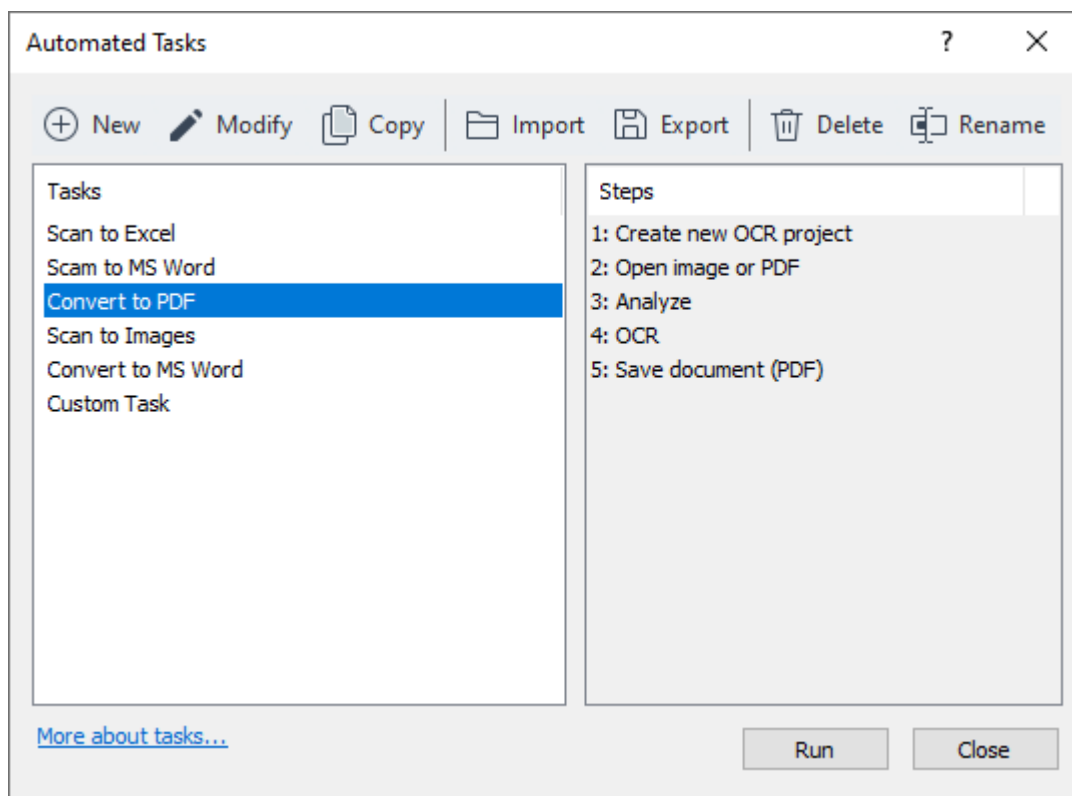 Automated Tasks ?
New Modify Copy Import Export Delete Rename
Tasks
Scan to Excel
Scam to MS Word
Convert to PDF
Scan to Images
Convert to MS Word
Custom Task
Steps
1: Create new OCR project
2: Open image or PDF
3: Analyze
4: OCR
5: Save document (PDF)
More about tasks...
Run Close